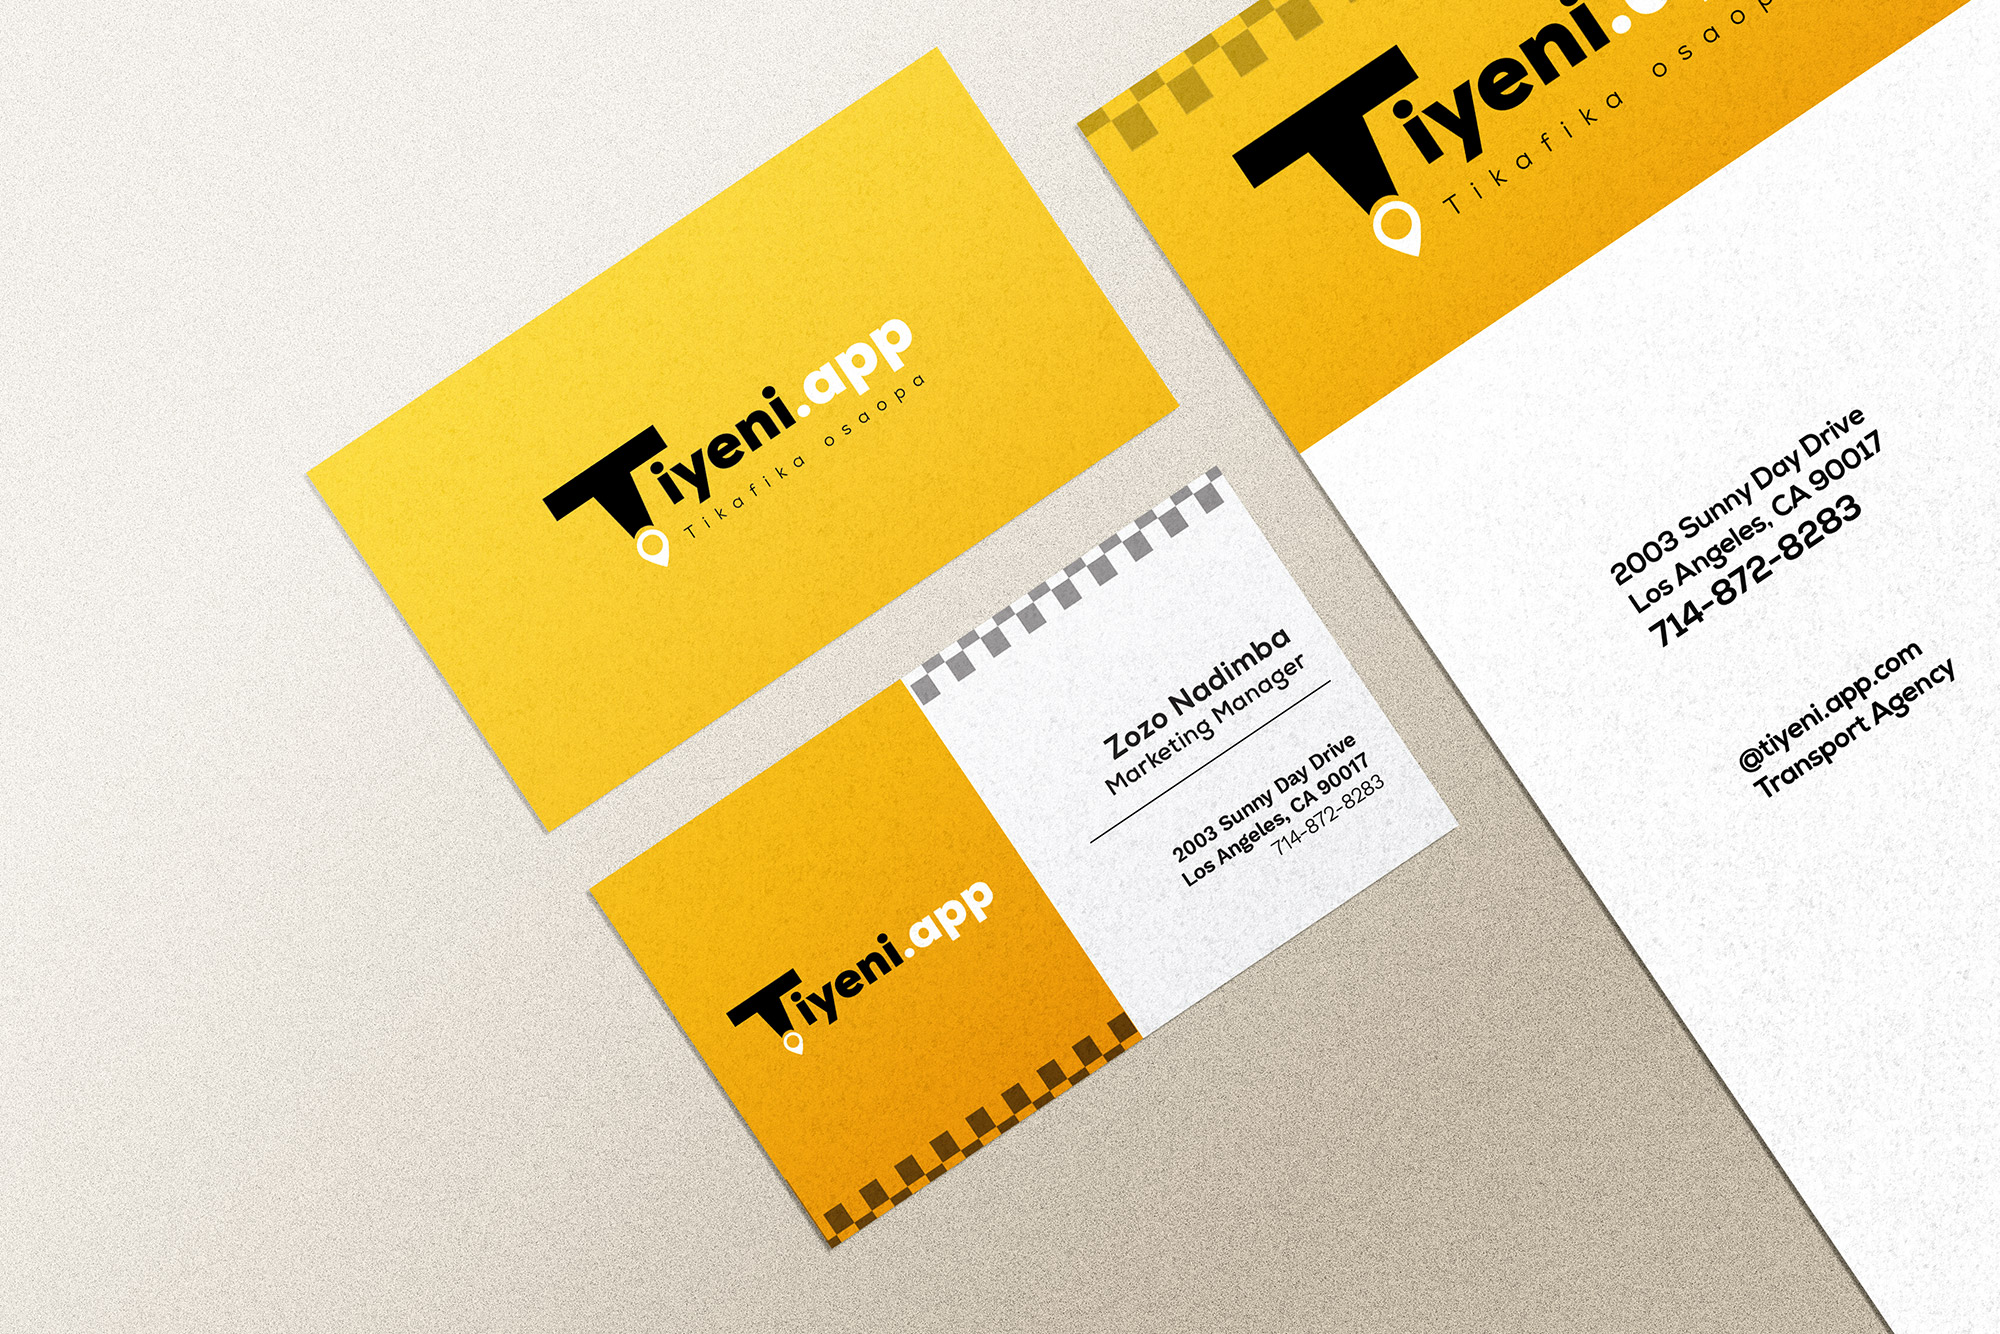 Tiyeni.app
Tikafika osaopa
Tiyeni.app
Zozo Nadimba
Marketing Manager
2003 Sunny Day Drive
Los Angeles, CA 90017
714-872-8283
Tiyeni.
Tikafika osaop
2003 Sunny Day Drive
Los Angeles, CA 90017
714-872-8283
@tiyeni.app.com
Transport Agency